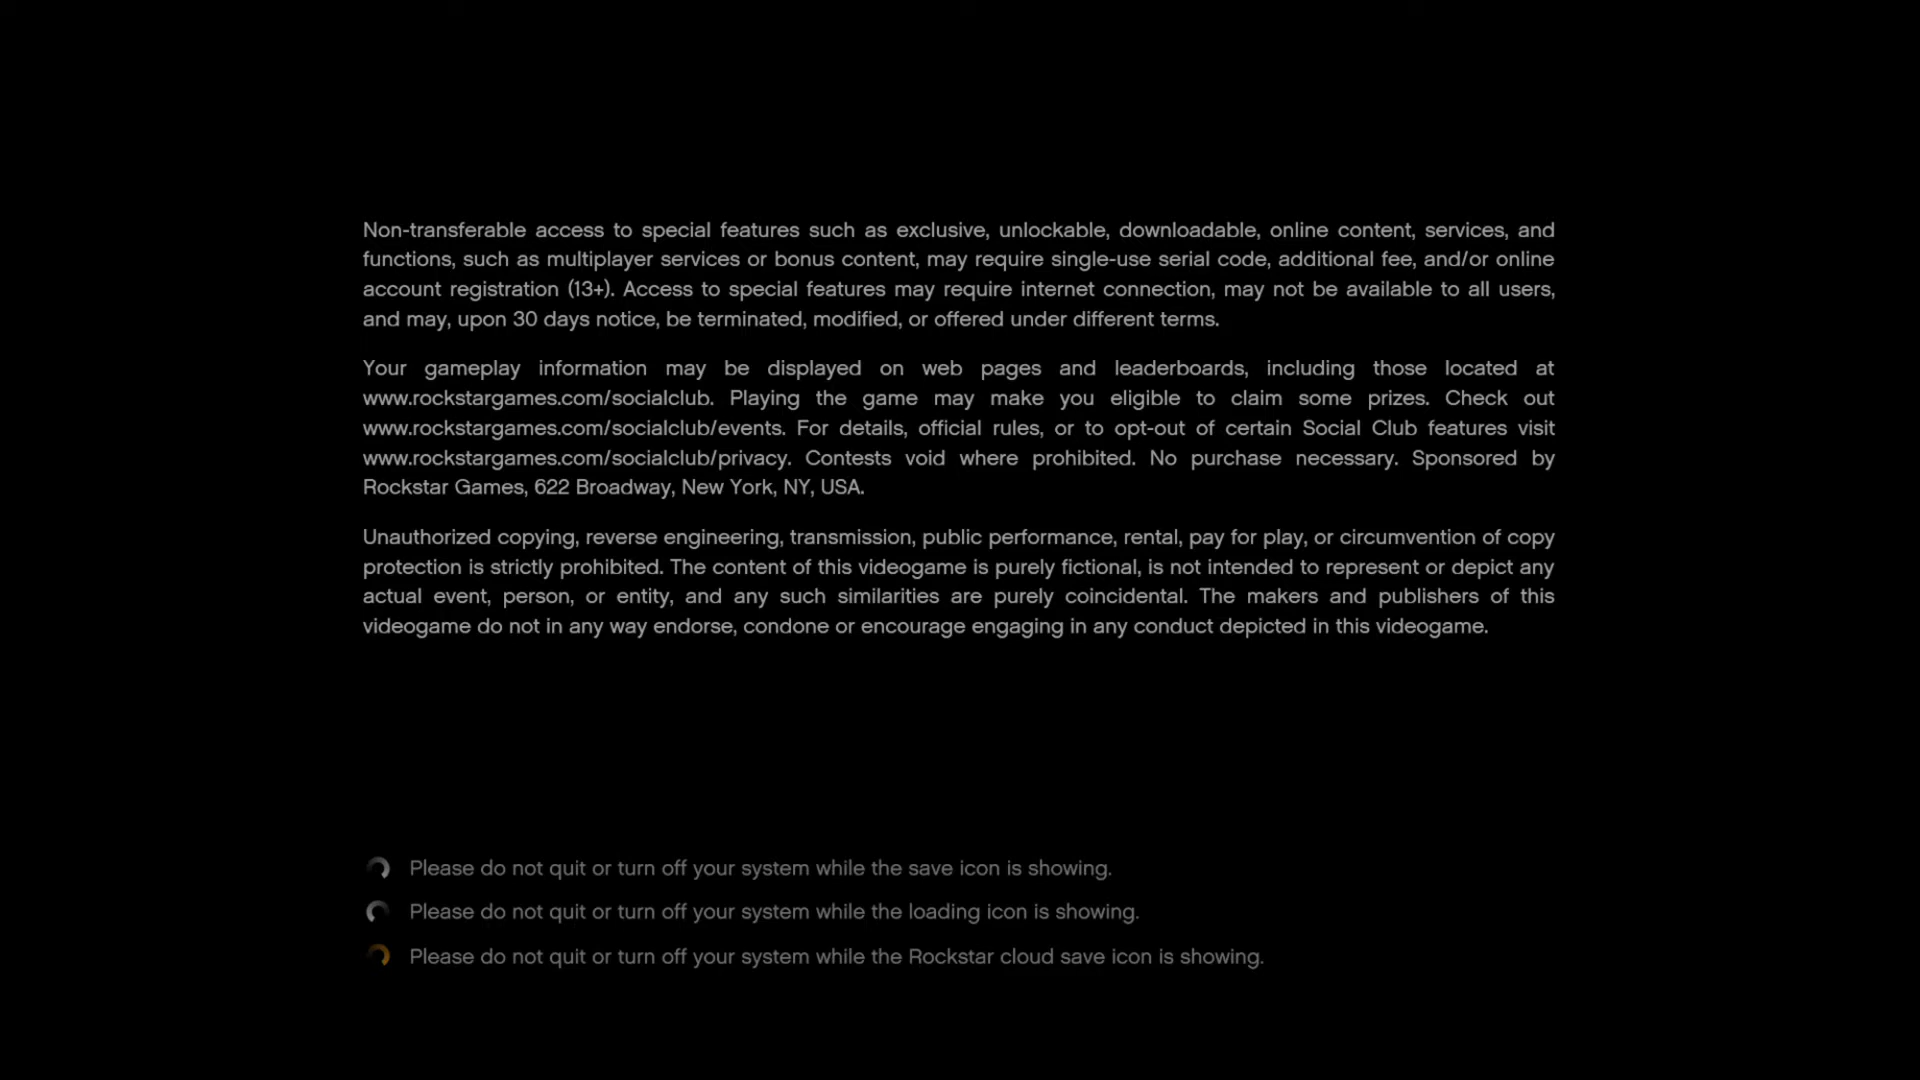 Non-transferable access to special features such as exclusive, unlockable, downloadable, online content, services, and
functions, such as multiplayer services or bonus content, may require single-use serial code, additional fee, and/or online
account registration (13+). Access to special features may require internet connection, may not be available to all users,
and may, upon 30 days notice, be terminated, modified, or offered under different terms.
Your gameplay information may be displayed on web pages and leaderboards, including those located at
www.rockstargames.com/socialclub. Playing the game may make you eligible to claim some prizes. Check out
www.rockstargames.com/socialclub/events. For details, official rules, or to opt-out of certain Social Club features visit
www.rockstargames.com/socialclub/privacy. Contests void where prohibited. No purchase necessary. Sponsored by
Rockstar Games, 622 Broadway, New York, NY, USA.
Unauthorized copying, reverse engineering, transmission, public performance, rental, pay for play, or circumvention of copy
protection is strictly prohibited. The content of this videogame is purely fictional, is not intended to represent or depict any
actual event, person, or entity, and any such similarities are purely coincidental. The makers and publishers of this
videogame do not in any way endorse, condone or encourage engaging in any conduct depicted in this videogame.
Please do not quit or turn off your system while the save icon is showing.
Please do not quit or turn off your system while the loading icon is showing.
Please do not quit or turn off your system while the Rockstar cloud save icon is showing.